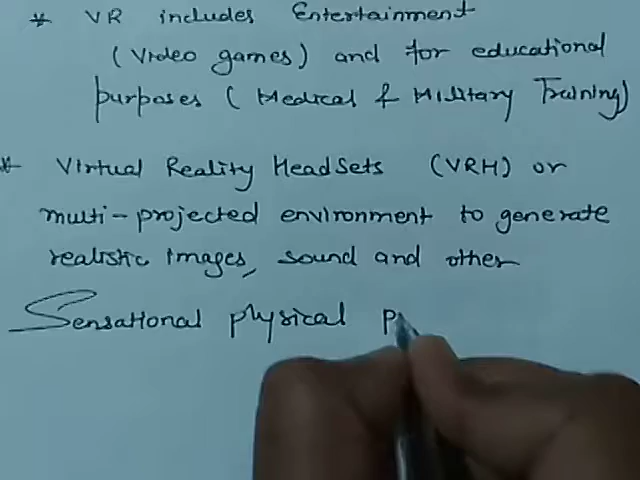 * VR includes Entertainment
(Video games) and for educational
purposes (Medical & Military Training)
* Virtual Reality HeadSets (VRH) or
multi-projected environment to generate
realistic images, sound and other
Sensational physical P